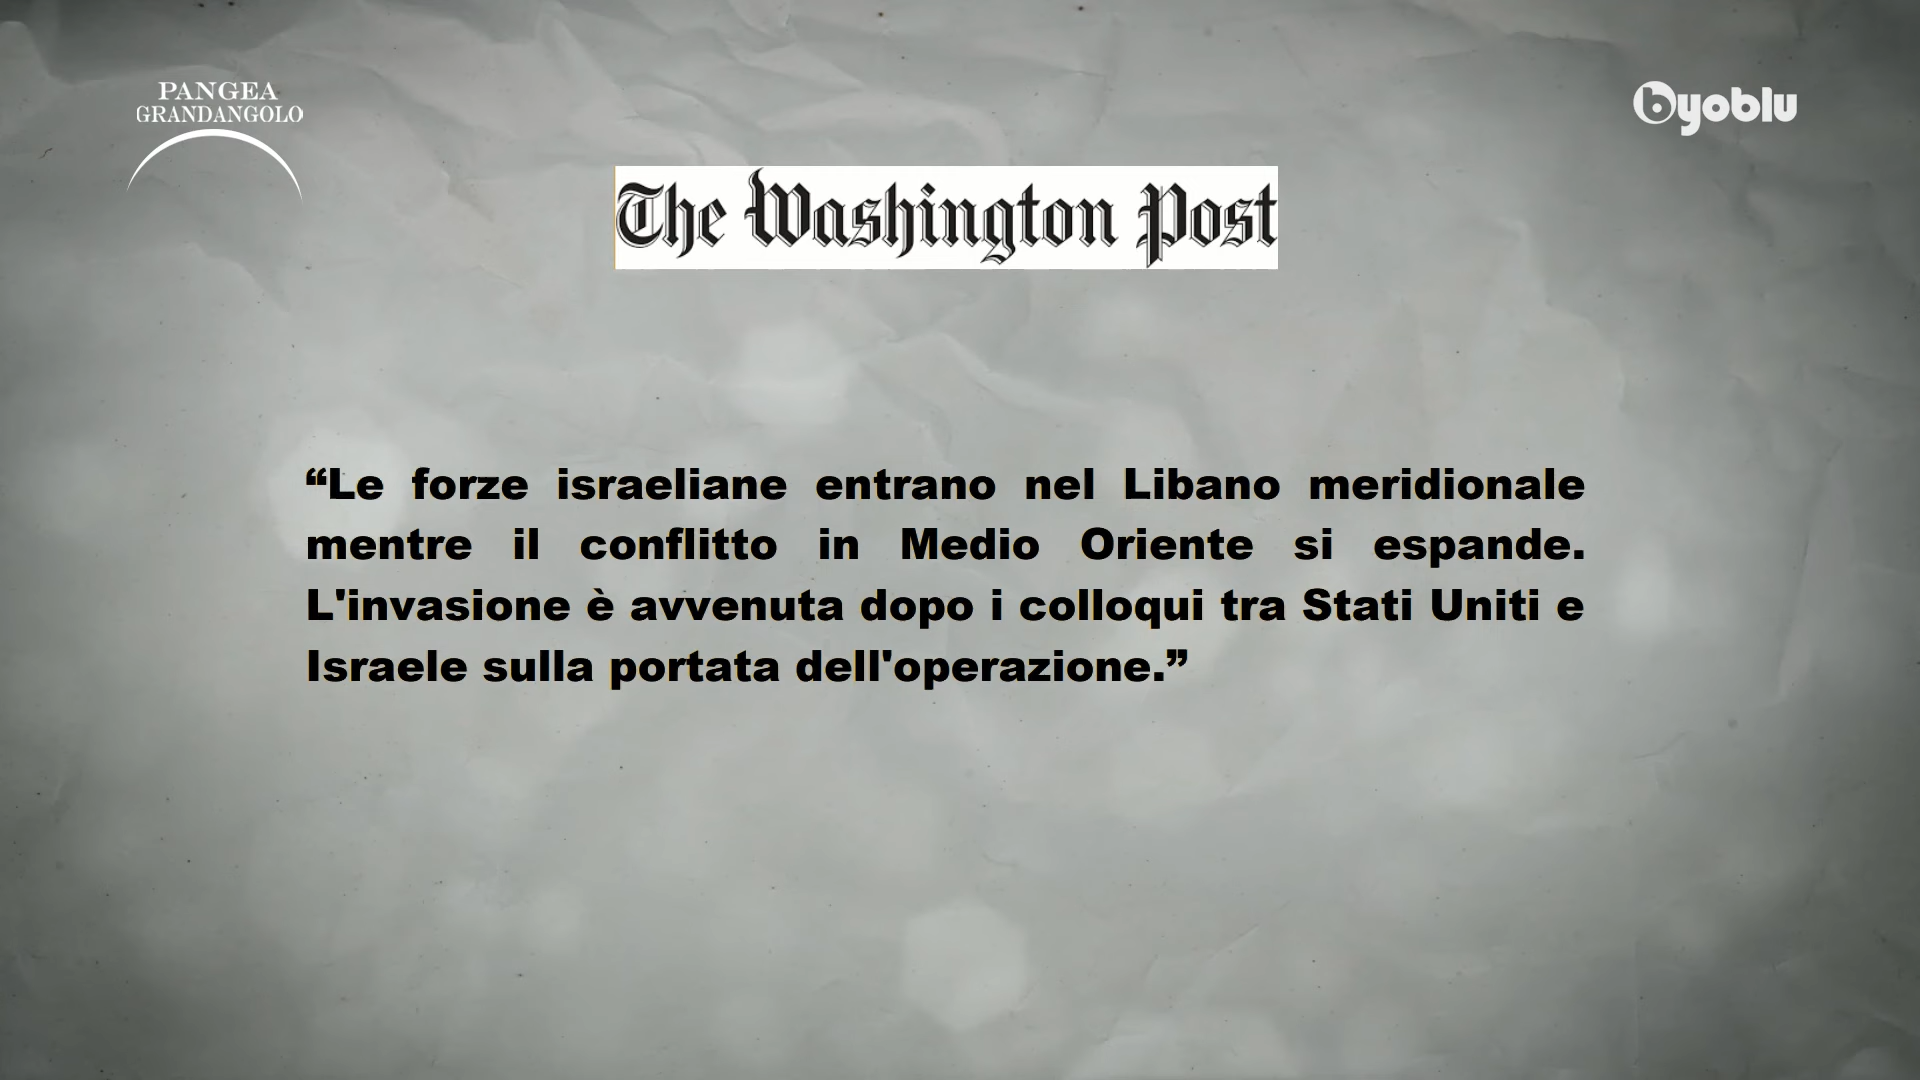 PANGEA
GRANDANGOLO
byoblu
The Washington Post
“Le forze israeliane entrano nel Libano meridionale
mentre il conflitto in Medio Oriente si espande.
L'invasione è avvenuta dopo i colloqui tra Stati Uniti e
Israele sulla portata dell'operazione.”